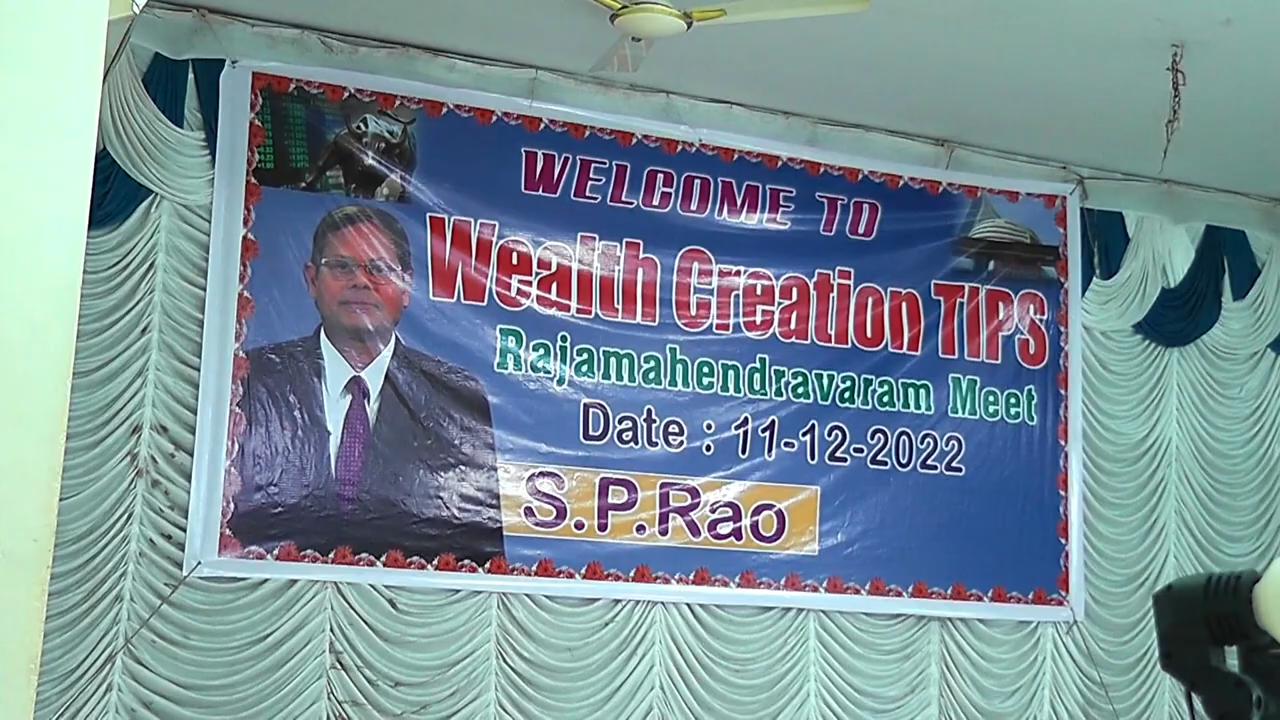 WELCOME TO
Wealth Creation TIPS
Rajamahendravaram Meet
Date : 11-12-2022
S.P.Rao